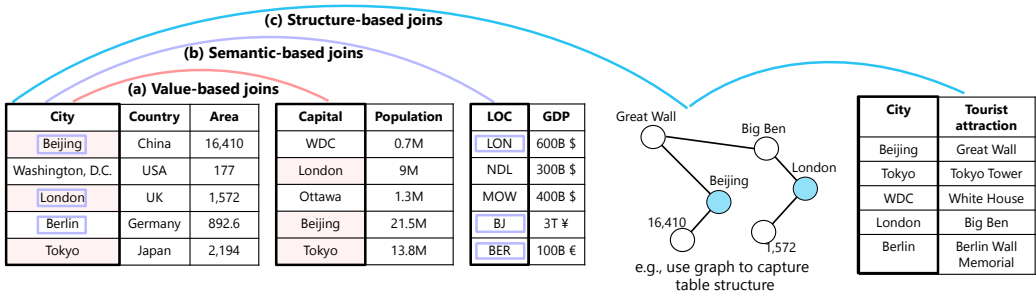 (c) Structure-based joins
(b) Semantic-based joins
(a) Value-based joins
City Country Area
Beijing China 16,410
Washington, D.C. USA 177
London UK 1,572
Berlin Germany 892.6
Tokyo Japan 2,194
Capital Population
WDC 0.7M
London 9M
Ottawa 1.3M
Beijing 21.5M
Tokyo 13.8M
LOC GDP
LON 600B $
NDL 300B $
MOW 400B $
BJ 3T ¥
BER 100B €
Great Wall
Big Ben
Beijing
London
16,410
1,572
e.g., use graph to capture
table structure
City Tourist
attraction
Beijing Great Wall
Tokyo Tokyo Tower
WDC White House
London Big Ben
Berlin Berlin Wall
Memorial